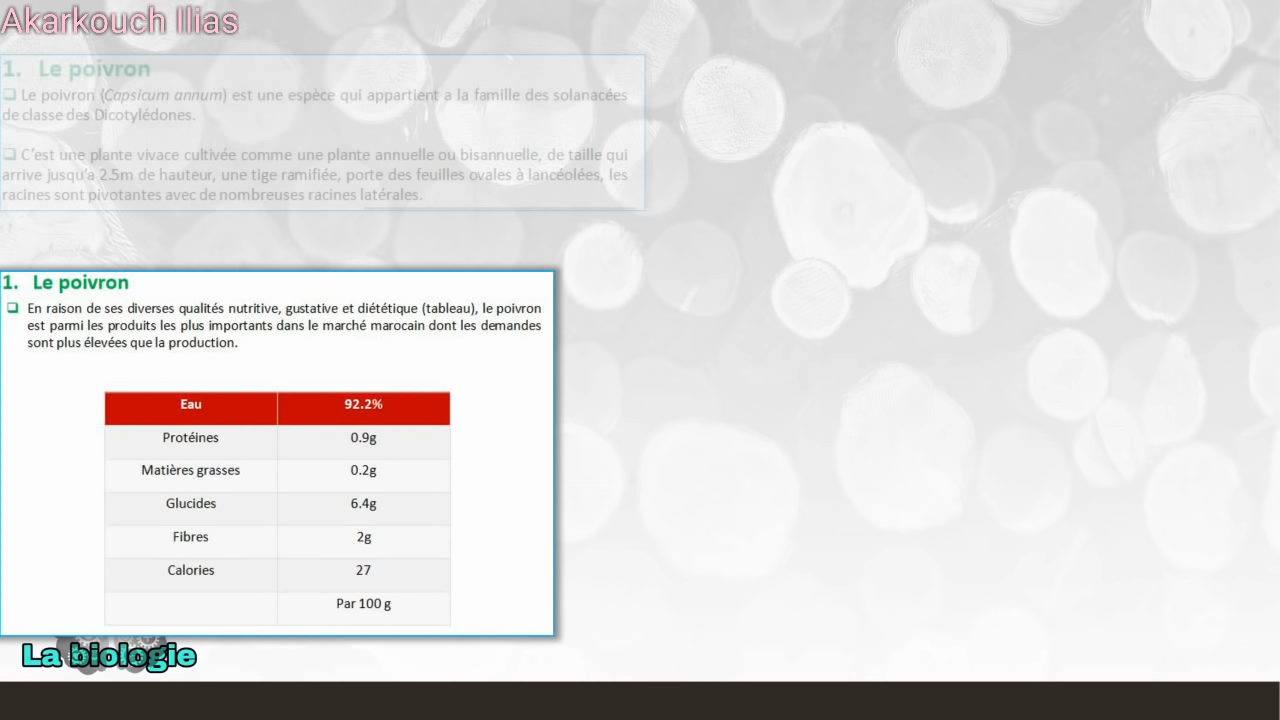 Akarkouch Ilias
1. Le poivron
❑ Le poivron (Capsicum annum) est une espèce qui appartient a la famille des solanacées
de classe des Dicotylédones.
❑ C'est une plante vivace cultivée comme une plante annuelle ou bisannuelle, de taille qui
arrive jusqu'a 2.5m de hauteur, une tige ramifiée, porte des feuilles ovales à lancéolées, les
racines sont pivotantes avec de nombreuses racines latérales.
1. Le poivron
❑ En raison de ses diverses qualités nutritive, gustative et diététique (tableau), le poivron
est parmi les produits les plus importants dans le marché marocain dont les demandes
sont plus élevées que la production.
Eau 92.2%
Protéines 0.9g
Matières grasses 0.2g
Glucides 6.4g
Fibres 2g
Calories 27
Par 100 g
La biologie